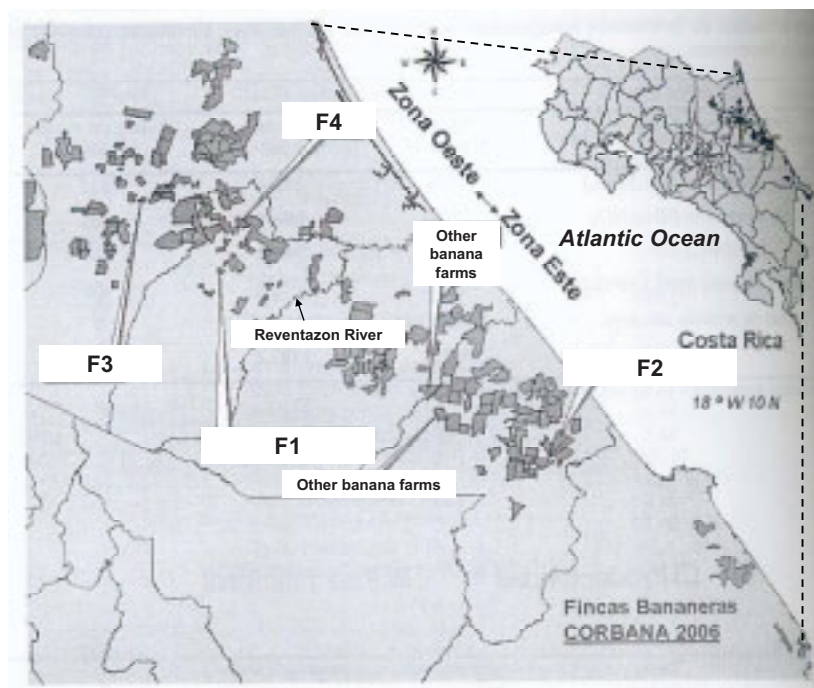 F4
Zona Oeste ↔ Zona Este
Other
banana
farms
Atlantic Ocean
Reventazon River
Costa Rica
F3
F2
18 º W 10 N
F1
Other banana farms
Fincas Bananeras
CORBANA 2006